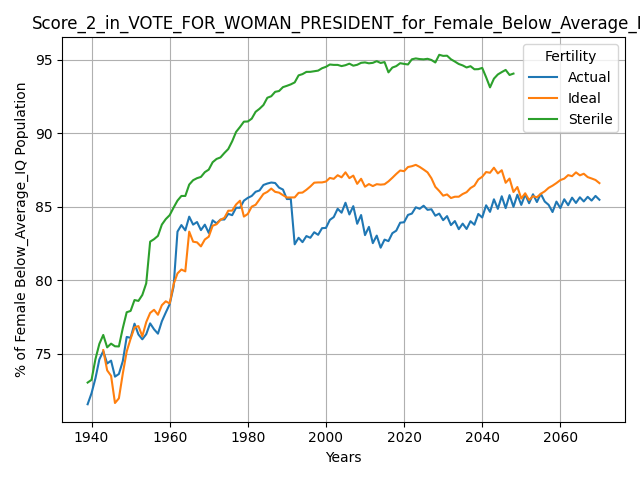 Score_2_in_VOTE_FOR_WOMAN_PRESIDENT_for_Female_Below_Average_I
95
90
85
80
75
% of Female Below_Average_IQ Population
Fertility
Actual
Ideal
Sterile
1940 1960 1980 2000 2020 2040 2060
Years